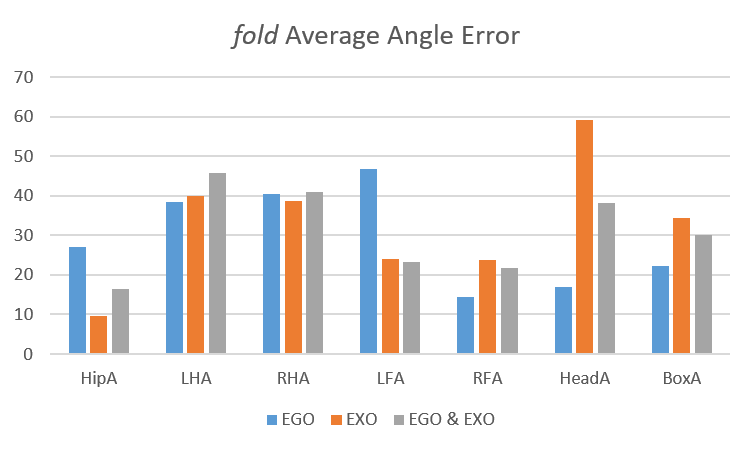 fold Average Angle Error
70
60
50
40
30
20
10
0
HipA LHA RHA LFA RFA HeadA BoxA
EGO EXO EGO & EXO